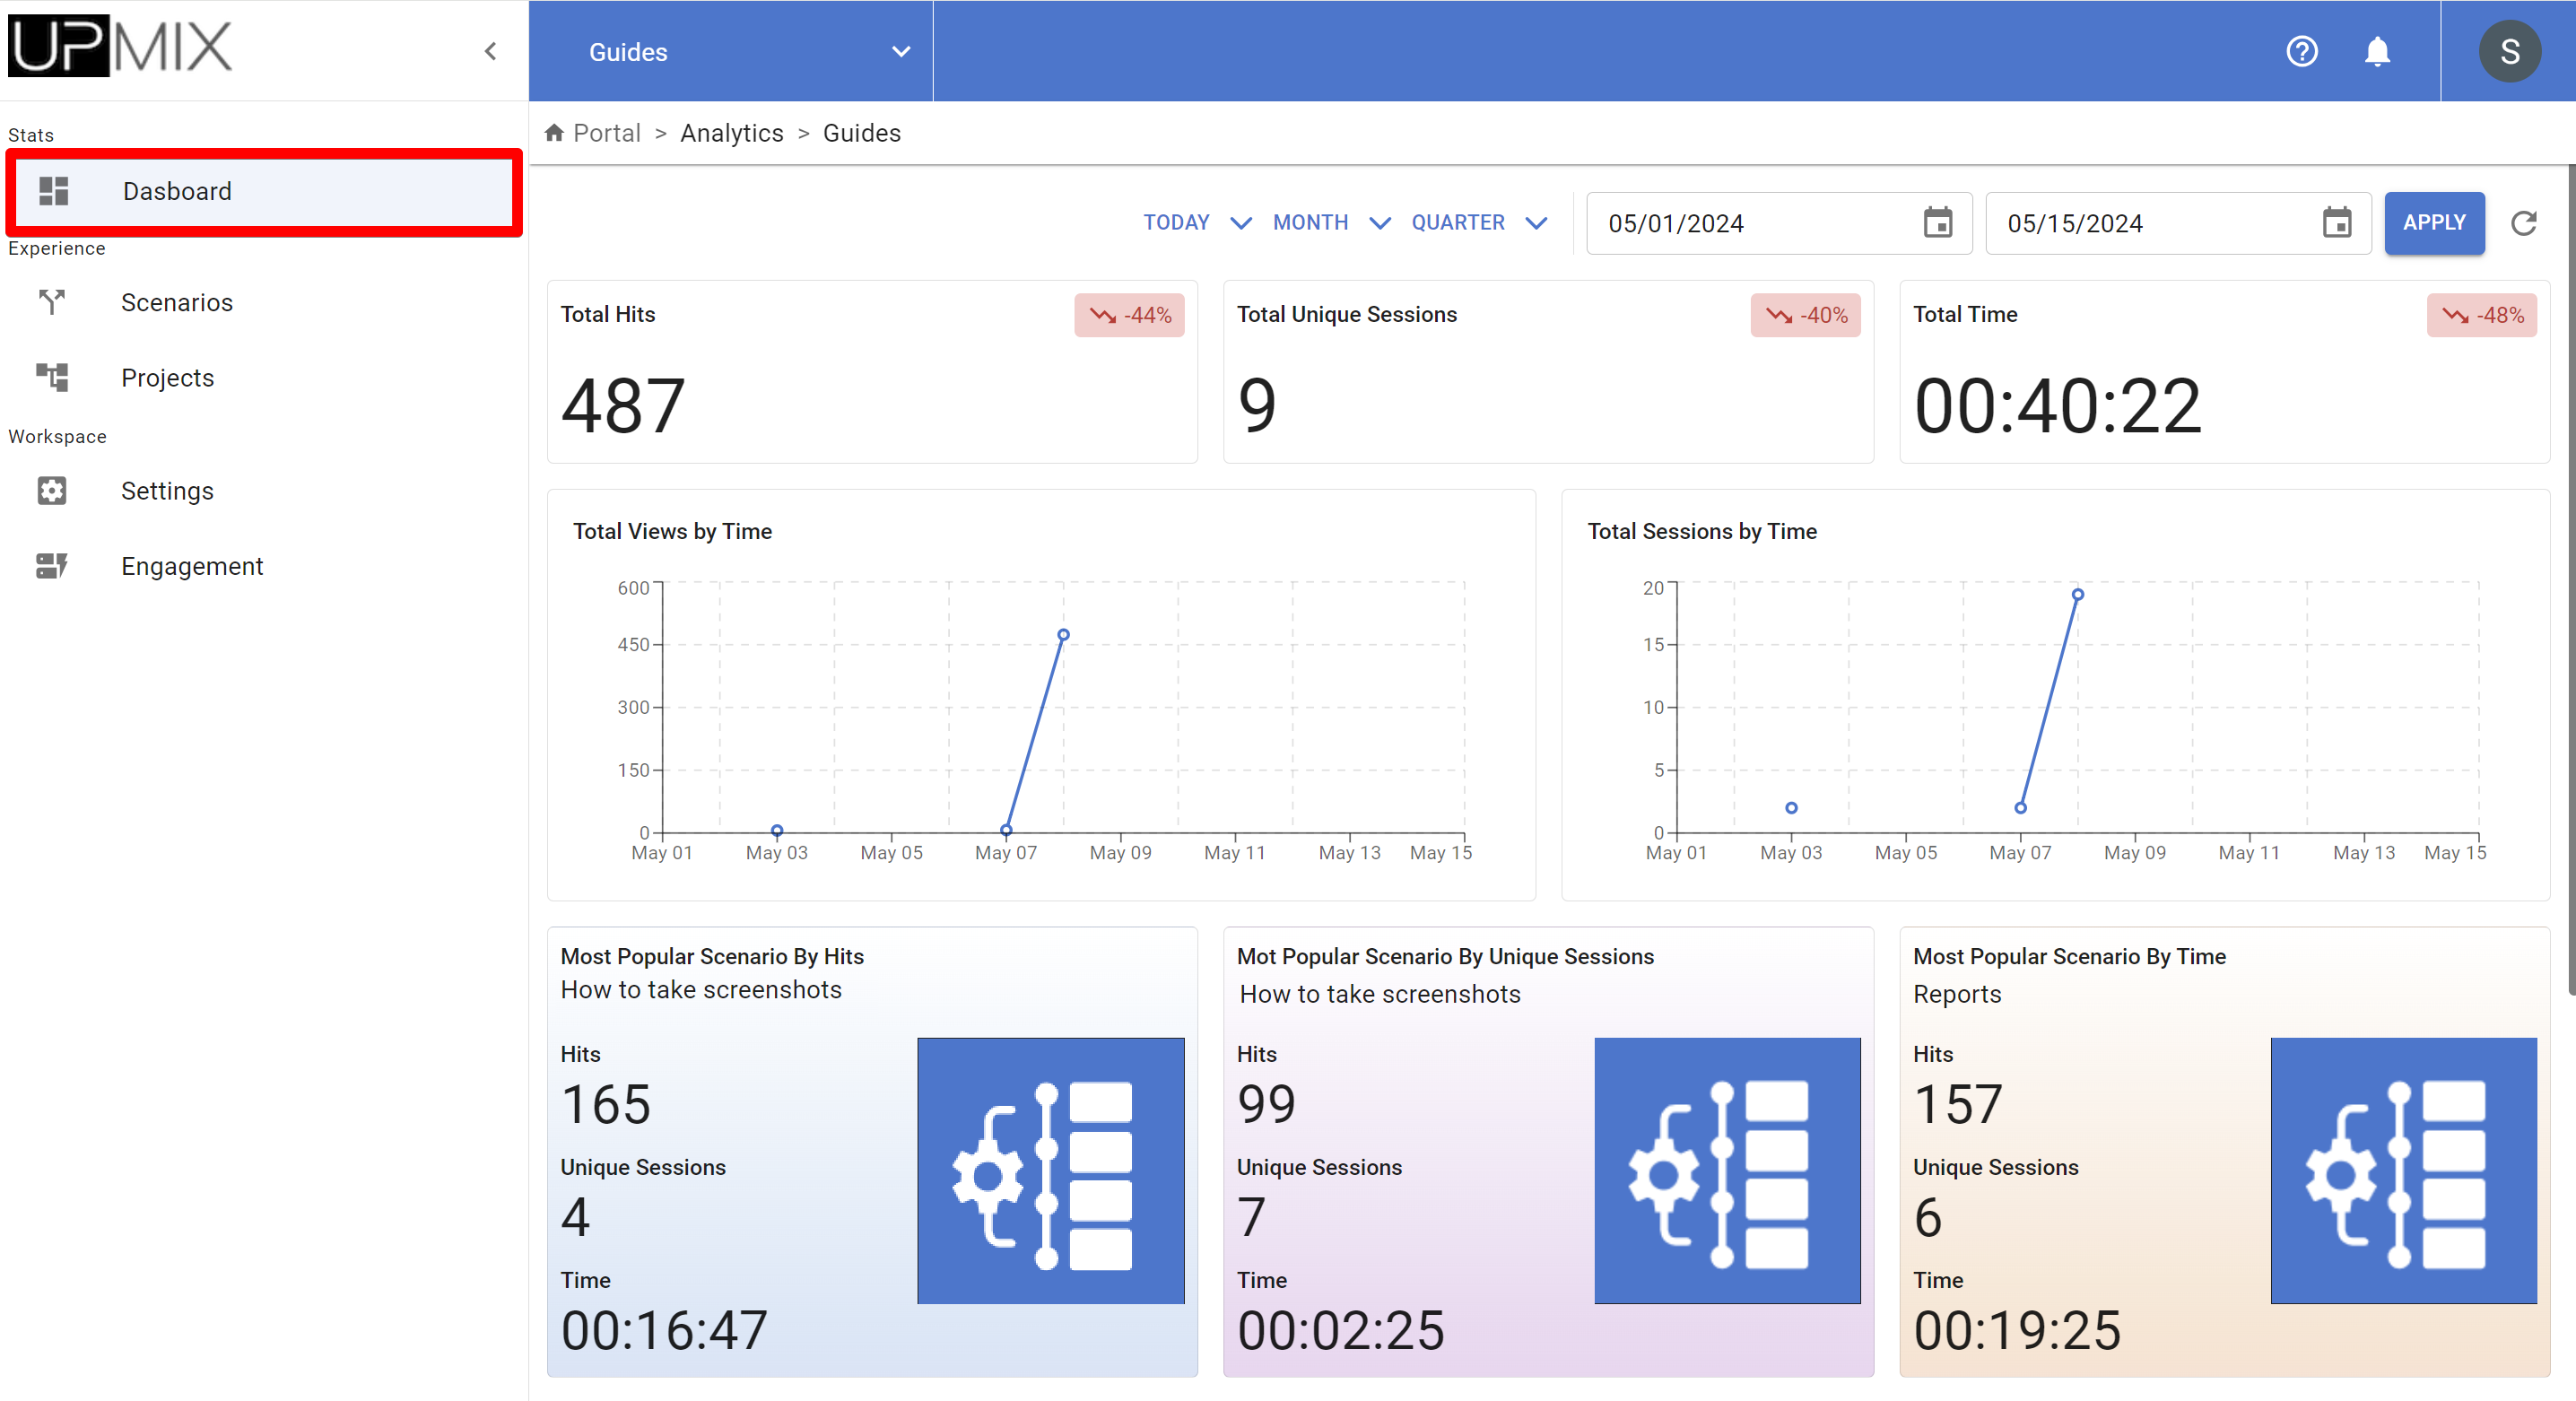 UPMIX
Guides
S
Portal > Analytics > Guides
Stats
Dasboard
Experience
Scenarios
Projects
Workspace
Settings
Engagement
TODAY MONTH QUARTER 05/01/2024 05/15/2024 APPLY
Total Hits -44%
487
Total Unique Sessions -40%
9
Total Time -48%
00:40:22
Total Views by Time
600
450
300
150
0
May 01 May 03 May 05 May 07 May 09 May 11 May 13 May 15
Total Sessions by Time
20
15
10
5
0
May 01 May 03 May 05 May 07 May 09 May 11 May 13 May 15
Most Popular Scenario By Hits
How to take screenshots
Hits
165
Unique Sessions
4
Time
00:16:47
Mot Popular Scenario By Unique Sessions
How to take screenshots
Hits
99
Unique Sessions
7
Time
00:02:25
Most Popular Scenario By Time
Reports
Hits
157
Unique Sessions
6
Time
00:19:25